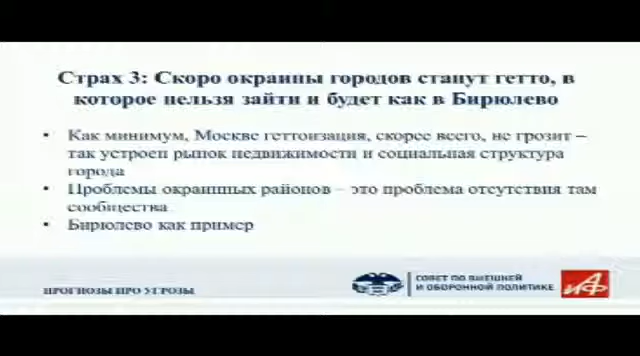 Страх 3: Скоро окраины городов станут гетто, в
которое нельзя зайти и будет как в Бирюлево
• Как минимум, Москве геттоизация, скорее всего, не грозит –
так устроен рынок недвижимости и социальная структура
города
• Проблемы окраинных районов – это проблема отсутствия там
сообщества
• Бирюлево как пример
ПРОГНОЗЫ ПРО УГРОЗЫ
СОВЕТ ПО ВНЕШНЕЙ
И ОБОРОННОЙ ПОЛИТИКЕ
АиФ